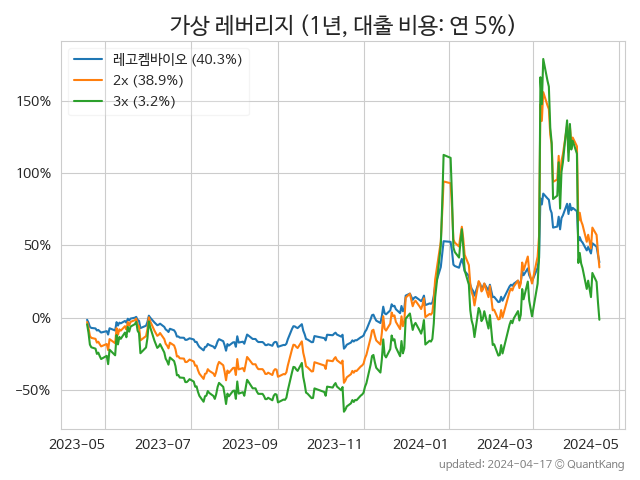 가상 레버리지 (1년, 대출 비용: 연 5%)
레고켐바이오 (40.3%)
2x (38.9%)
3x (3.2%)
150%
100%
50%
0%
−50%
2023-05 2023-07 2023-09 2023-11 2024-01 2024-03 2024-05
updated: 2024-04-17 © QuantKang